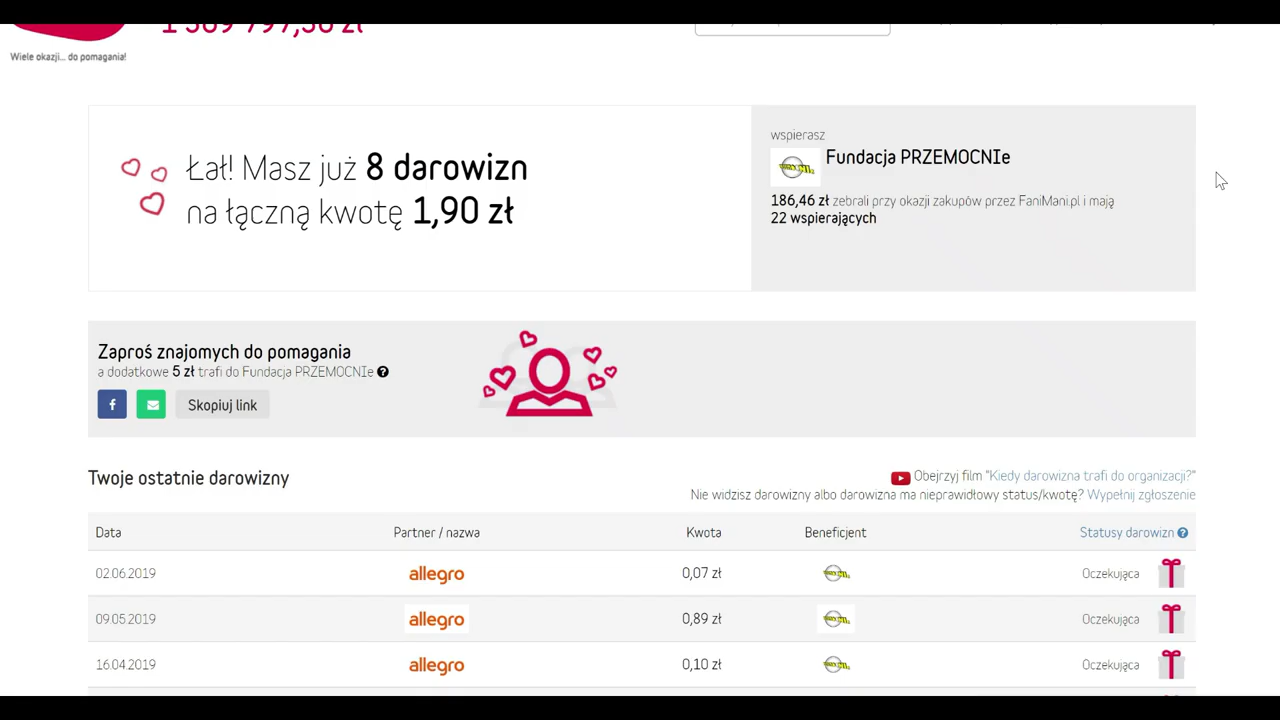 Wiele okazji... do pomagania!
Łał! Masz już 8 darowizn
na łączną kwotę 1,90 zł
wspierasz
Fundacja PRZEMOCNIe
186,46 zł zebrali przy okazji zakupów przez FaniMani.pl i mają
22 wspierających
Zaproś znajomych do pomagania
a dodatkowe 5 zł trafi do Fundacja PRZEMOCNIe ?
f
Skopiuj link
Twoje ostatnie darowizny
Obejrzyj film "Kiedy darowizna trafi do organizacji?"
Nie widzisz darowizny albo darowizna ma nieprawidłowy status/kwotę? Wypełnij zgłoszenie
Data Partner / nazwa Kwota Beneficjent Statusy darowizn ?
02.06.2019 allegro 0,07 zł Oczekująca
09.05.2019 allegro 0,89 zł Oczekująca
16.04.2019 allegro 0,10 zł Oczekująca